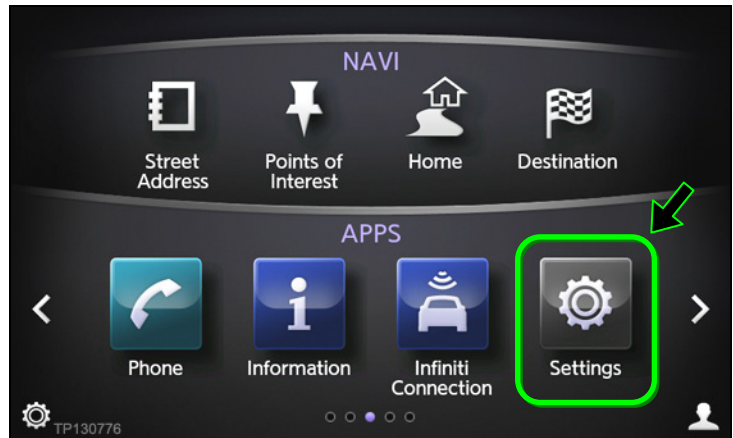 NAVI
Street
Address
Points of
Interest
Home
Destination
APPS
Phone
Information
Infiniti
Connection
Settings
TP130776